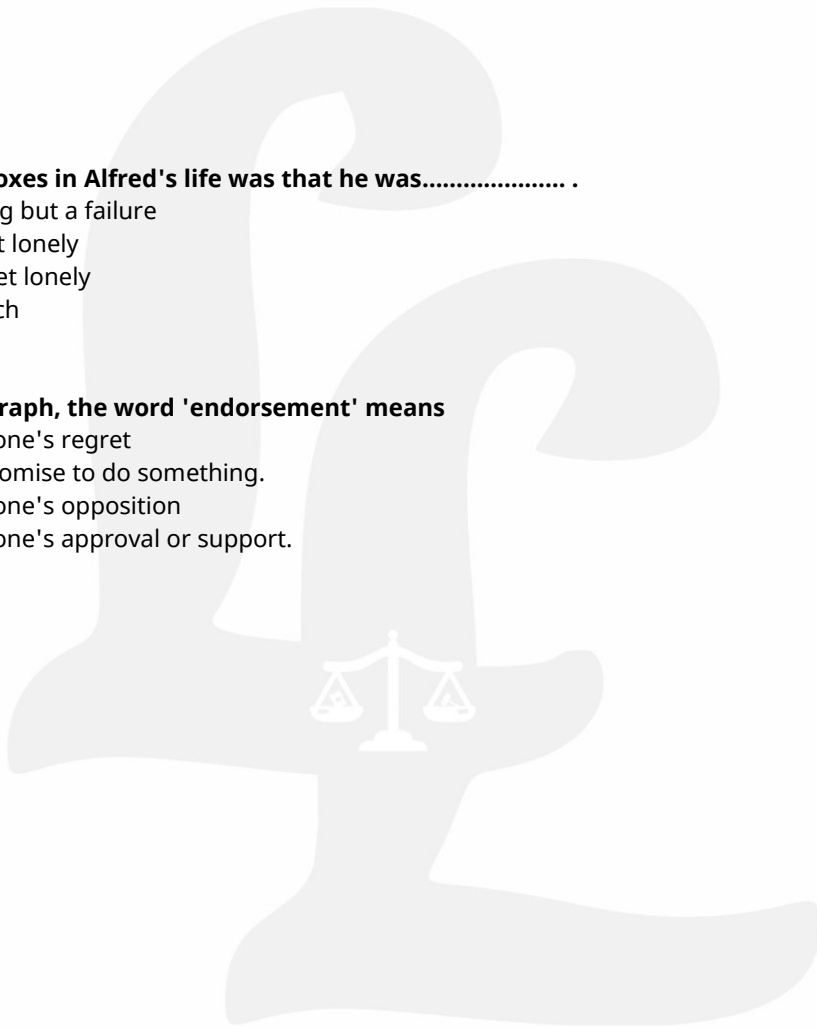 oxes in Alfred's life was that he was..................... .
g but a failure
t lonely
et lonely
ch
raph, the word 'endorsement' means
one's regret
omise to do something.
one's opposition
one's approval or support.